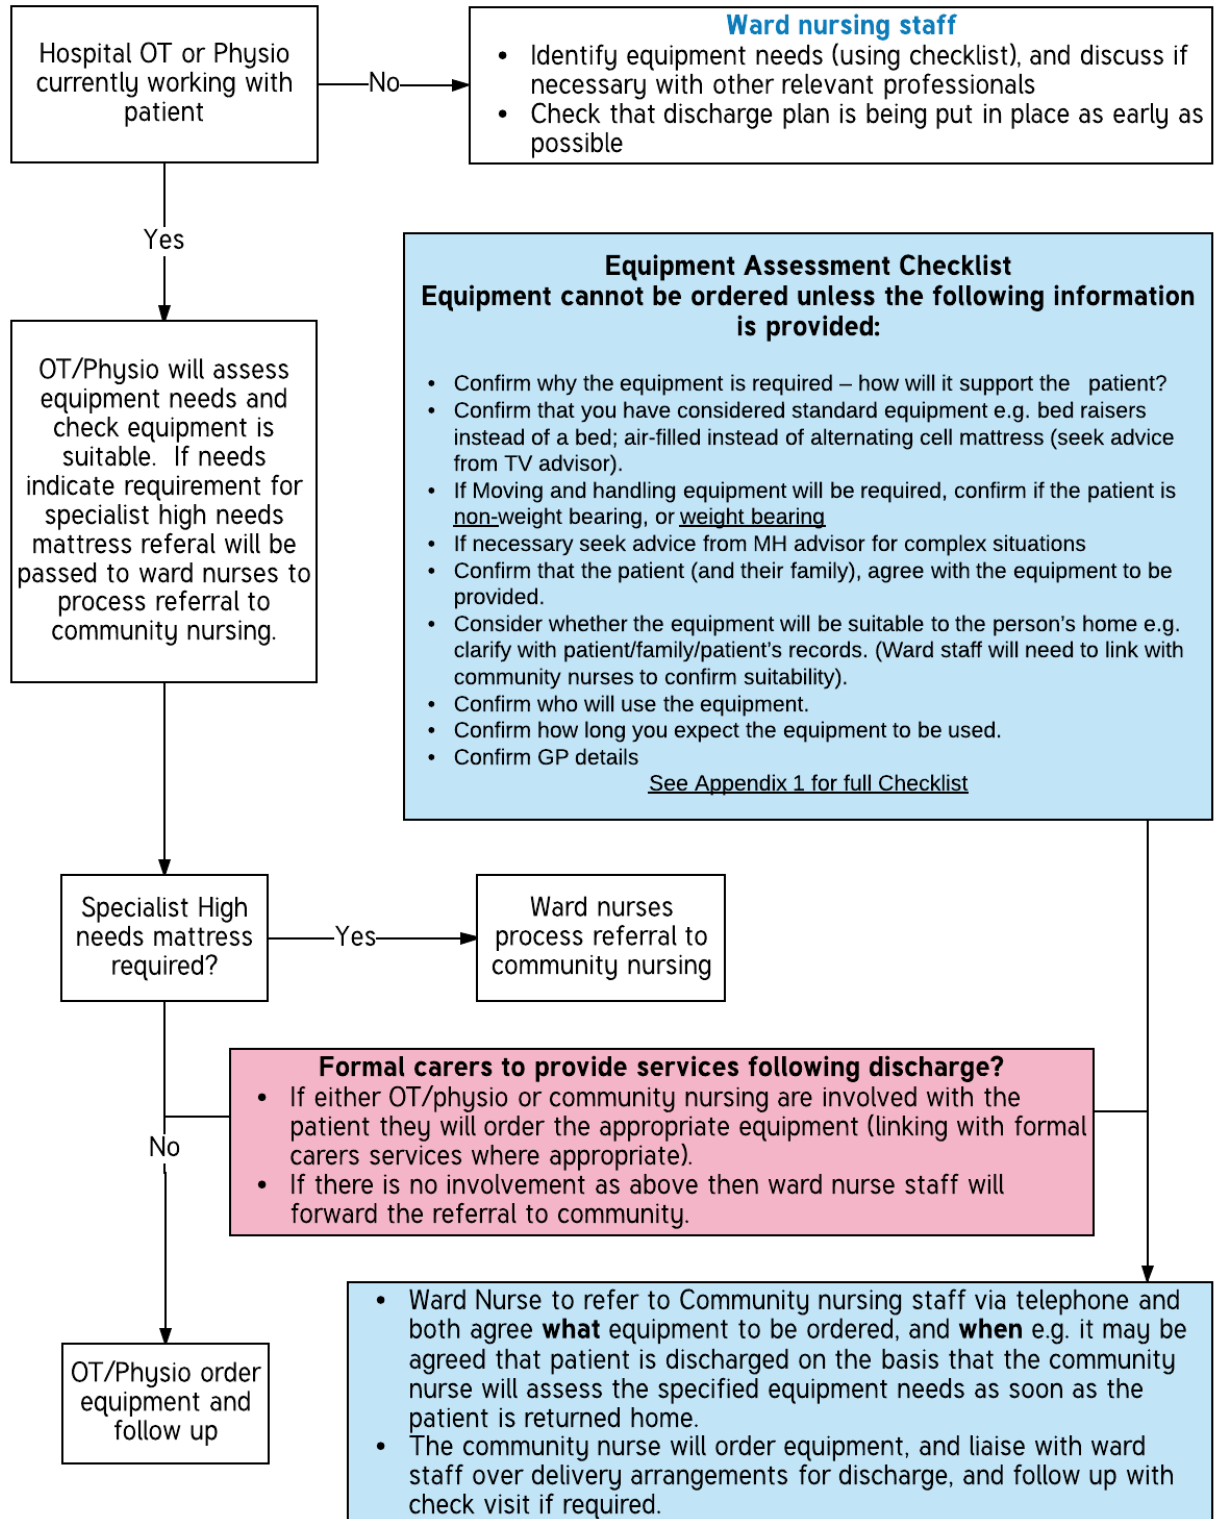 Hospital OT or Physio
currently working with
patient
No
Ward nursing staff
• Identify equipment needs (using checklist), and discuss if
necessary with other relevant professionals
• Check that discharge plan is being put in place as early as
possible
Yes
OT/Physio will assess
equipment needs and
check equipment is
suitable. If needs
indicate requirement for
specialist high needs
mattress referal will be
passed to ward nurses to
process referral to
community nursing.
Equipment Assessment Checklist
Equipment cannot be ordered unless the following information
is provided:
• Confirm why the equipment is required – how will it support the patient?
• Confirm that you have considered standard equipment e.g. bed raisers
instead of a bed; air-filled instead of alternating cell mattress (seek advice
from TV advisor).
• If Moving and handling equipment will be required, confirm if the patient is
non-weight bearing, or weight bearing
• If necessary seek advice from MH advisor for complex situations
• Confirm that the patient (and their family), agree with the equipment to be
provided.
• Consider whether the equipment will be suitable to the person's home e.g.
clarify with patient/family/patient's records. (Ward staff will need to link with
community nurses to confirm suitability).
• Confirm who will use the equipment.
• Confirm how long you expect the equipment to be used.
• Confirm GP details
See Appendix 1 for full Checklist
Specialist High
needs mattress
required?
Yes
Ward nurses
process referral to
community nursing
Formal carers to provide services following discharge?
• If either OT/physio or community nursing are involved with the
patient they will order the appropriate equipment (linking with formal
carers services where appropriate).
• If there is no involvement as above then ward nurse staff will
forward the referral to community.
No
OT/Physio order
equipment and
follow up
• Ward Nurse to refer to Community nursing staff via telephone and
both agree what equipment to be ordered, and when e.g. it may be
agreed that patient is discharged on the basis that the community
nurse will assess the specified equipment needs as soon as the
patient is returned home.
• The community nurse will order equipment, and liaise with ward
staff over delivery arrangements for discharge, and follow up with
check visit if required.